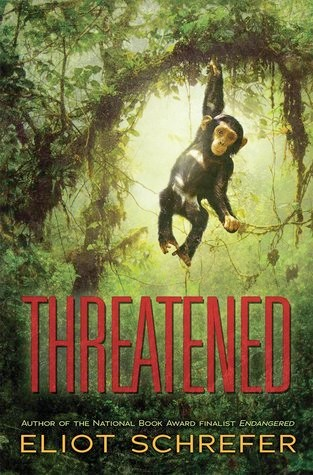 THREATENED
AUTHOR OF THE NATIONAL BOOK AWARD FINALIST ENDANGERED
ELIOT SCHREFER